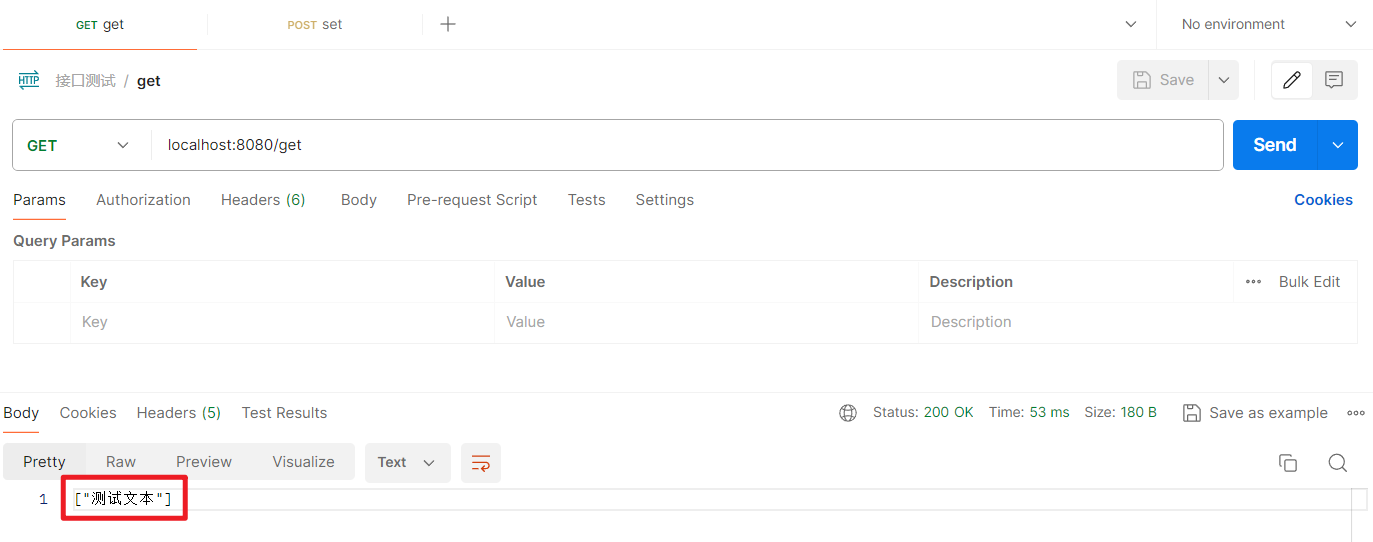 GET get POST set No environment
HTTP 接口测试 / get Save
GET localhost:8080/get Send
Params Authorization Headers (6) Body Pre-request Script Tests Settings Cookies
Query Params
Key Value Description Bulk Edit
Key Value Description
Body Cookies Headers (5) Test Results Status: 200 OK Time: 53 ms Size: 180 B Save as example
Pretty Raw Preview Visualize Text
1 ["测试文本"]